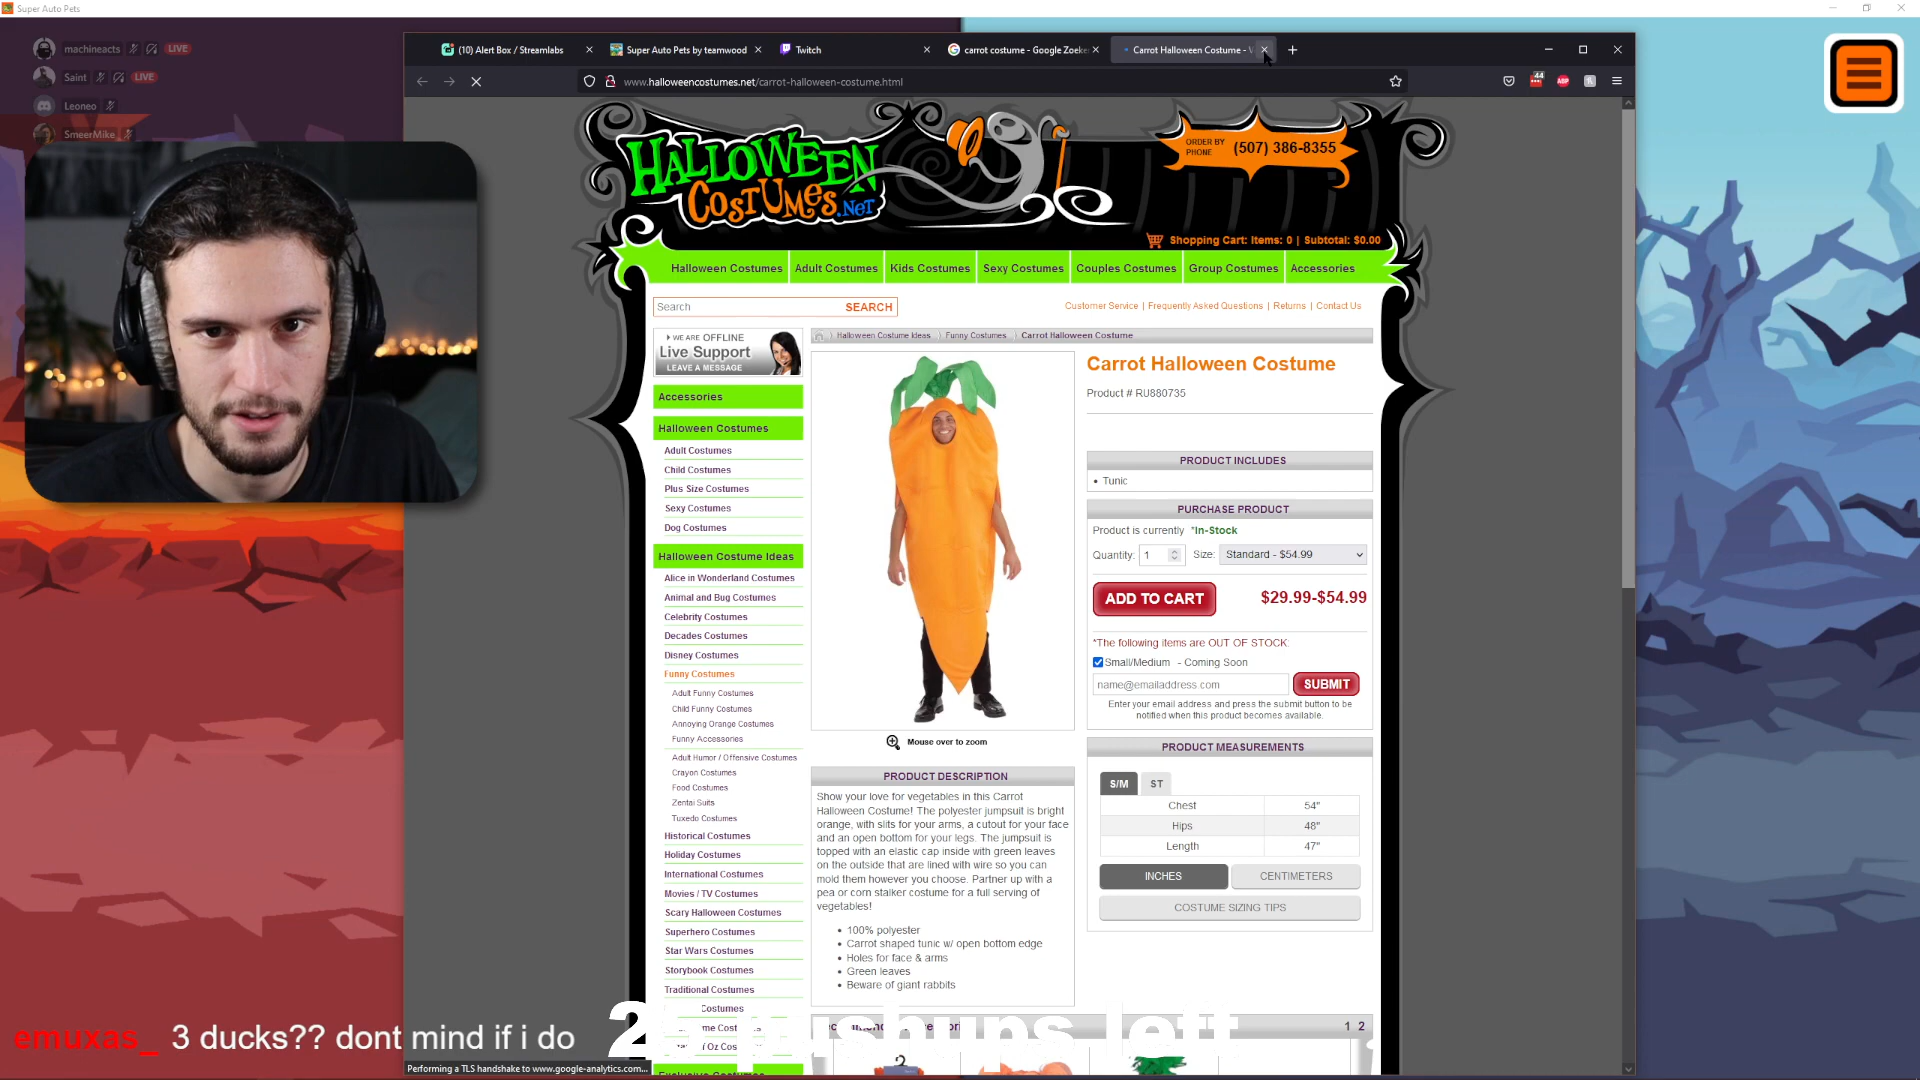 Super Auto Pets
machineacts LIVE
Saint LIVE
Leoneo
SmeerMike
(10) Alert Box / Streamlabs
Super Auto Pets by teamwood
Twitch
carrot costume - Google Zoeke
Carrot Halloween Costume - 
www.halloweencostumes.net/carrot-halloween-costume.html
44
ABP
HALLOWEEN
COSTUMES.NET
ORDER BY
PHONE
(507) 386-8355
Shopping Cart: Items: 0 | Subtotal: $0.00
Halloween Costumes
Adult Costumes
Kids Costumes
Sexy Costumes
Couples Costumes
Group Costumes
Accessories
Search
SEARCH
Customer Service | Frequently Asked Questions | Returns | Contact Us
WE ARE OFFLINE
Live Support
LEAVE A MESSAGE
Halloween Costume Ideas
Funny Costumes
Carrot Halloween Costume
Accessories
Halloween Costumes
Adult Costumes
Child Costumes
Plus Size Costumes
Sexy Costumes
Dog Costumes
Halloween Costume Ideas
Alice in Wonderland Costumes
Animal and Bug Costumes
Celebrity Costumes
Decades Costumes
Disney Costumes
Funny Costumes
Adult Funny Costumes
Child Funny Costumes
Annoying Orange Costumes
Funny Accessories
Adult Humor / Offensive Costumes
Crayon Costumes
Food Costumes
Zentai Suits
Tuxedo Costumes
Historical Costumes
Holiday Costumes
International Costumes
Movies / TV Costumes
Scary Halloween Costumes
Superhero Costumes
Star Wars Costumes
Storybook Costumes
Traditional Costumes
Costumes
Mouse over to zoom
PRODUCT DESCRIPTION
Show your love for vegetables in this Carrot
Halloween Costume! The polyester jumpsuit is bright
orange, with slits for your arms, a cutout for your face
and an open bottom for your legs. The jumpsuit is
topped with an elastic cap inside with green leaves
on the outside that are lined with wire so you can
mold them however you choose. Partner up with a
pea or corn stalker costume for a full serving of
vegetables!
• 100% polyester
• Carrot shaped tunic w/ open bottom edge
• Holes for face & arms
• Green leaves
• Beware of giant rabbits
Carrot Halloween Costume
Product # RU880735
PRODUCT INCLUDES
• Tunic
PURCHASE PRODUCT
Product is currently *In-Stock
Quantity: 1 Size: Standard - $54.99
ADD TO CART
$29.99-$54.99
*The following items are OUT OF STOCK:
Small/Medium - Coming Soon
name@emailaddress.com
SUBMIT
Enter your email address and press the submit button to be
notified when this product becomes available.
PRODUCT MEASUREMENTS
S/M ST
Chest 54"
Hips 48"
Length 47"
INCHES
CENTIMETERS
COSTUME SIZING TIPS
1 2
emuxas_ 3 ducks?? dont mind if i do
pushups left
Performing a TLS handshake to www.google-analytics.com...